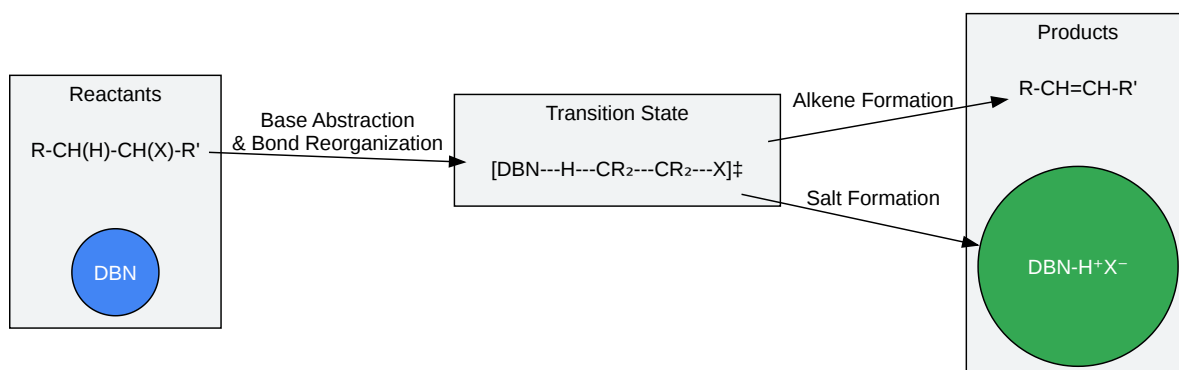 Reactants
R-CH(H)-CH(X)-R'
DBN
Base Abstraction
& Bond Reorganization
Transition State
[DBN---H---CR₂---CR₂---X]‡
Alkene Formation
Salt Formation
Products
R-CH=CH-R'
DBN-H⁺X⁻